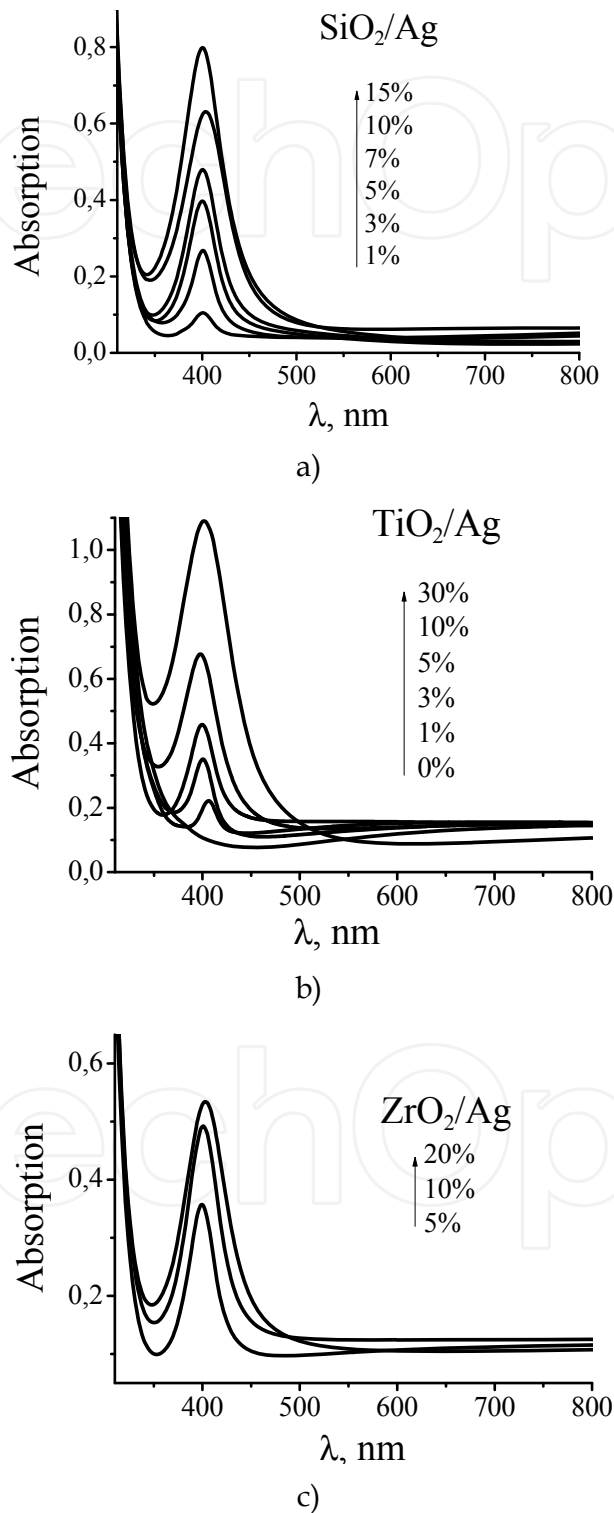 SiO2/Ag
0,8
0,6
0,4
0,2
0,0
Absorption
15%
10%
7%
5%
3%
1%
400 500 600 700 800
λ, nm
a)
TiO2/Ag
1,0
0,8
0,6
0,4
0,2
0,0
Absorption
30%
10%
5%
3%
1%
0%
400 500 600 700 800
λ, nm
b)
ZrO2/Ag
0,6
0,4
0,2
Absorption
20%
10%
5%
400 500 600 700 800
λ, nm
c)
echOp
echOp